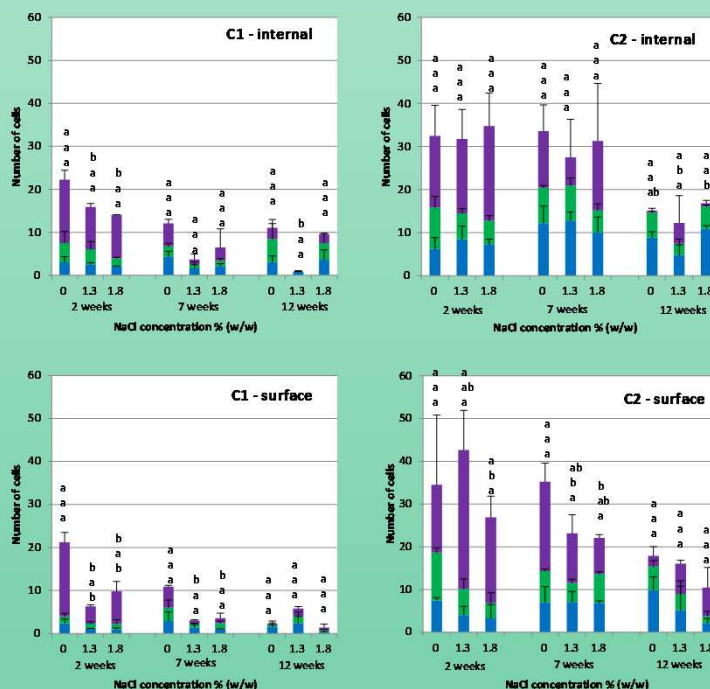 C1 - internal
Number of cells
60
50
40
30
20
10
0
a b b a a a a b a
a a a a a a a a a
a a a a a a a a a
0 1.3 1.8 0 1.3 1.8 0 1.3 1.8
2 weeks 7 weeks 12 weeks
NaCl concentration % (w/w)
C2 - internal
Number of cells
60
50
40
30
20
10
0
a a a a a a a a a
a a a a a a a b a
a a a a a a ab a b
0 1.3 1.8 0 1.3 1.8 0 1.3 1.8
2 weeks 7 weeks 12 weeks
NaCl concentration % (w/w)
C1 - surface
Number of cells
60
50
40
30
20
10
0
a b b a b b a a a
a a a a a a a a a
a b b a a a a a a
0 1.3 1.8 0 1.3 1.8 0 1.3 1.8
2 weeks 7 weeks 12 weeks
NaCl concentration % (w/w)
C2 - surface
Number of cells
60
50
40
30
20
10
0
a a a a ab b a a a
a ab b a b ab a a a
a a a a a a a a a
0 1.3 1.8 0 1.3 1.8 0 1.3 1.8
2 weeks 7 weeks 12 weeks
NaCl concentration % (w/w)